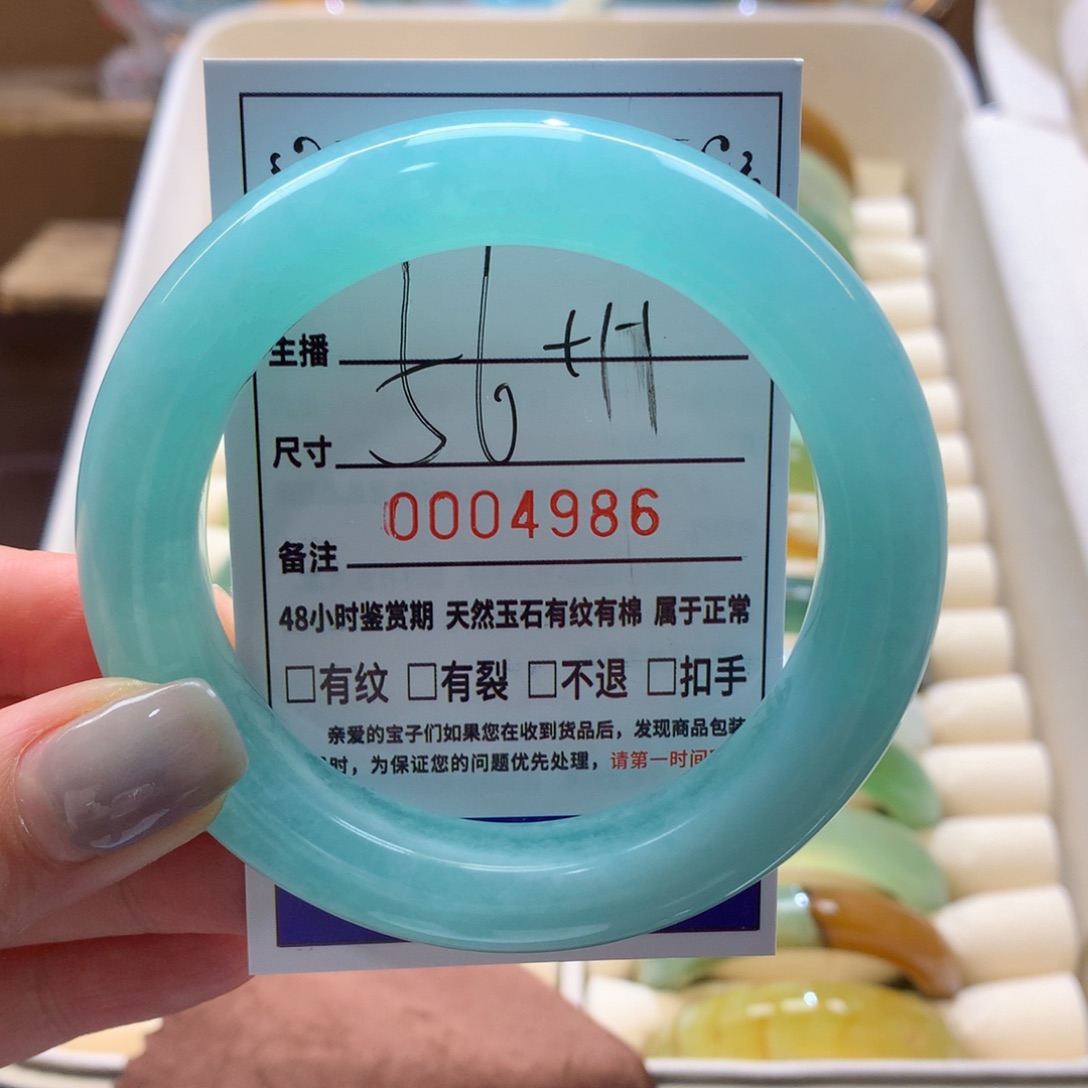 主播
尺寸 56
0004986
备注
48小时鉴赏期 天然玉石有纹有棉 属于正常
□有纹 □有裂 □不退 □扣手
亲爱的宝子们如果您在收到货品后，发现商品包装
时，为保证您的问题优先处理，请第一时间